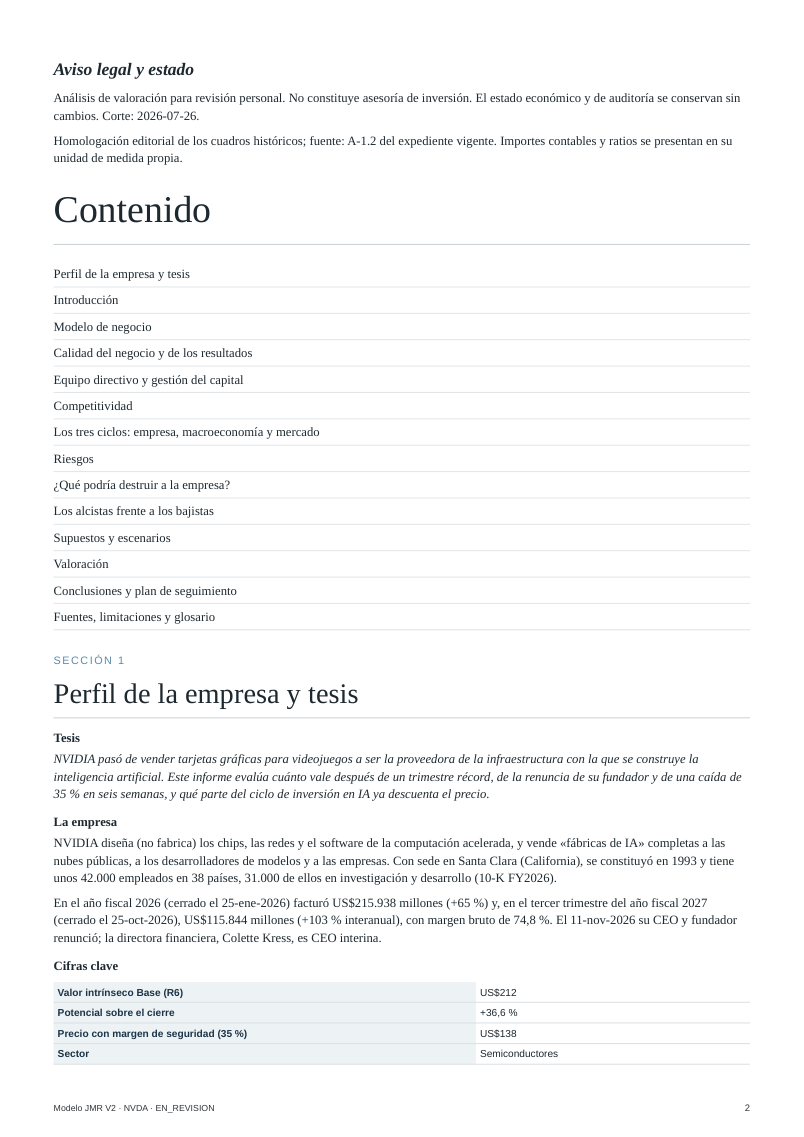 Aviso legal y estado
Análisis de valoración para revisión personal. No constituye asesoría de inversión. El estado económico y de auditoría se conservan sin
cambios. Corte: 2026-07-26.
Homologación editorial de los cuadros históricos; fuente: A-1.2 del expediente vigente. Importes contables y ratios se presentan en su
unidad de medida propia.
Contenido
Perfil de la empresa y tesis
Introducción
Modelo de negocio
Calidad del negocio y de los resultados
Equipo directivo y gestión del capital
Competitividad
Los tres ciclos: empresa, macroeconomía y mercado
Riesgos
¿Qué podría destruir a la empresa?
Los alcistas frente a los bajistas
Supuestos y escenarios
Valoración
Conclusiones y plan de seguimiento
Fuentes, limitaciones y glosario
SECCIÓN 1
Perfil de la empresa y tesis
Tesis
NVIDIA pasó de vender tarjetas gráficas para videojuegos a ser la proveedora de la infraestructura con la que se construye la
inteligencia artificial. Este informe evalúa cuánto vale después de un trimestre récord, de la renuncia de su fundador y de una caída de
35 % en seis semanas, y qué parte del ciclo de inversión en IA ya descuenta el precio.
La empresa
NVIDIA diseña (no fabrica) los chips, las redes y el software de la computación acelerada, y vende «fábricas de IA» completas a las
nubes públicas, a los desarrolladores de modelos y a las empresas. Con sede en Santa Clara (California), se constituyó en 1993 y tiene
unos 42.000 empleados en 38 países, 31.000 de ellos en investigación y desarrollo (10-K FY2026).
En el año fiscal 2026 (cerrado el 25-ene-2026) facturó US$215.938 millones (+65 %) y, en el tercer trimestre del año fiscal 2027
(cerrado el 25-oct-2026), US$115.844 millones (+103 % interanual), con margen bruto de 74,8 %. El 11-nov-2026 su CEO y fundador
renunció; la directora financiera, Colette Kress, es CEO interina.
Cifras clave
Valor intrínseco Base (R6) US$212
Potencial sobre el cierre +36,6 %
Precio con margen de seguridad (35 %) US$138
Sector Semiconductores
Modelo JMR V2 · NVDA · EN_REVISION 2